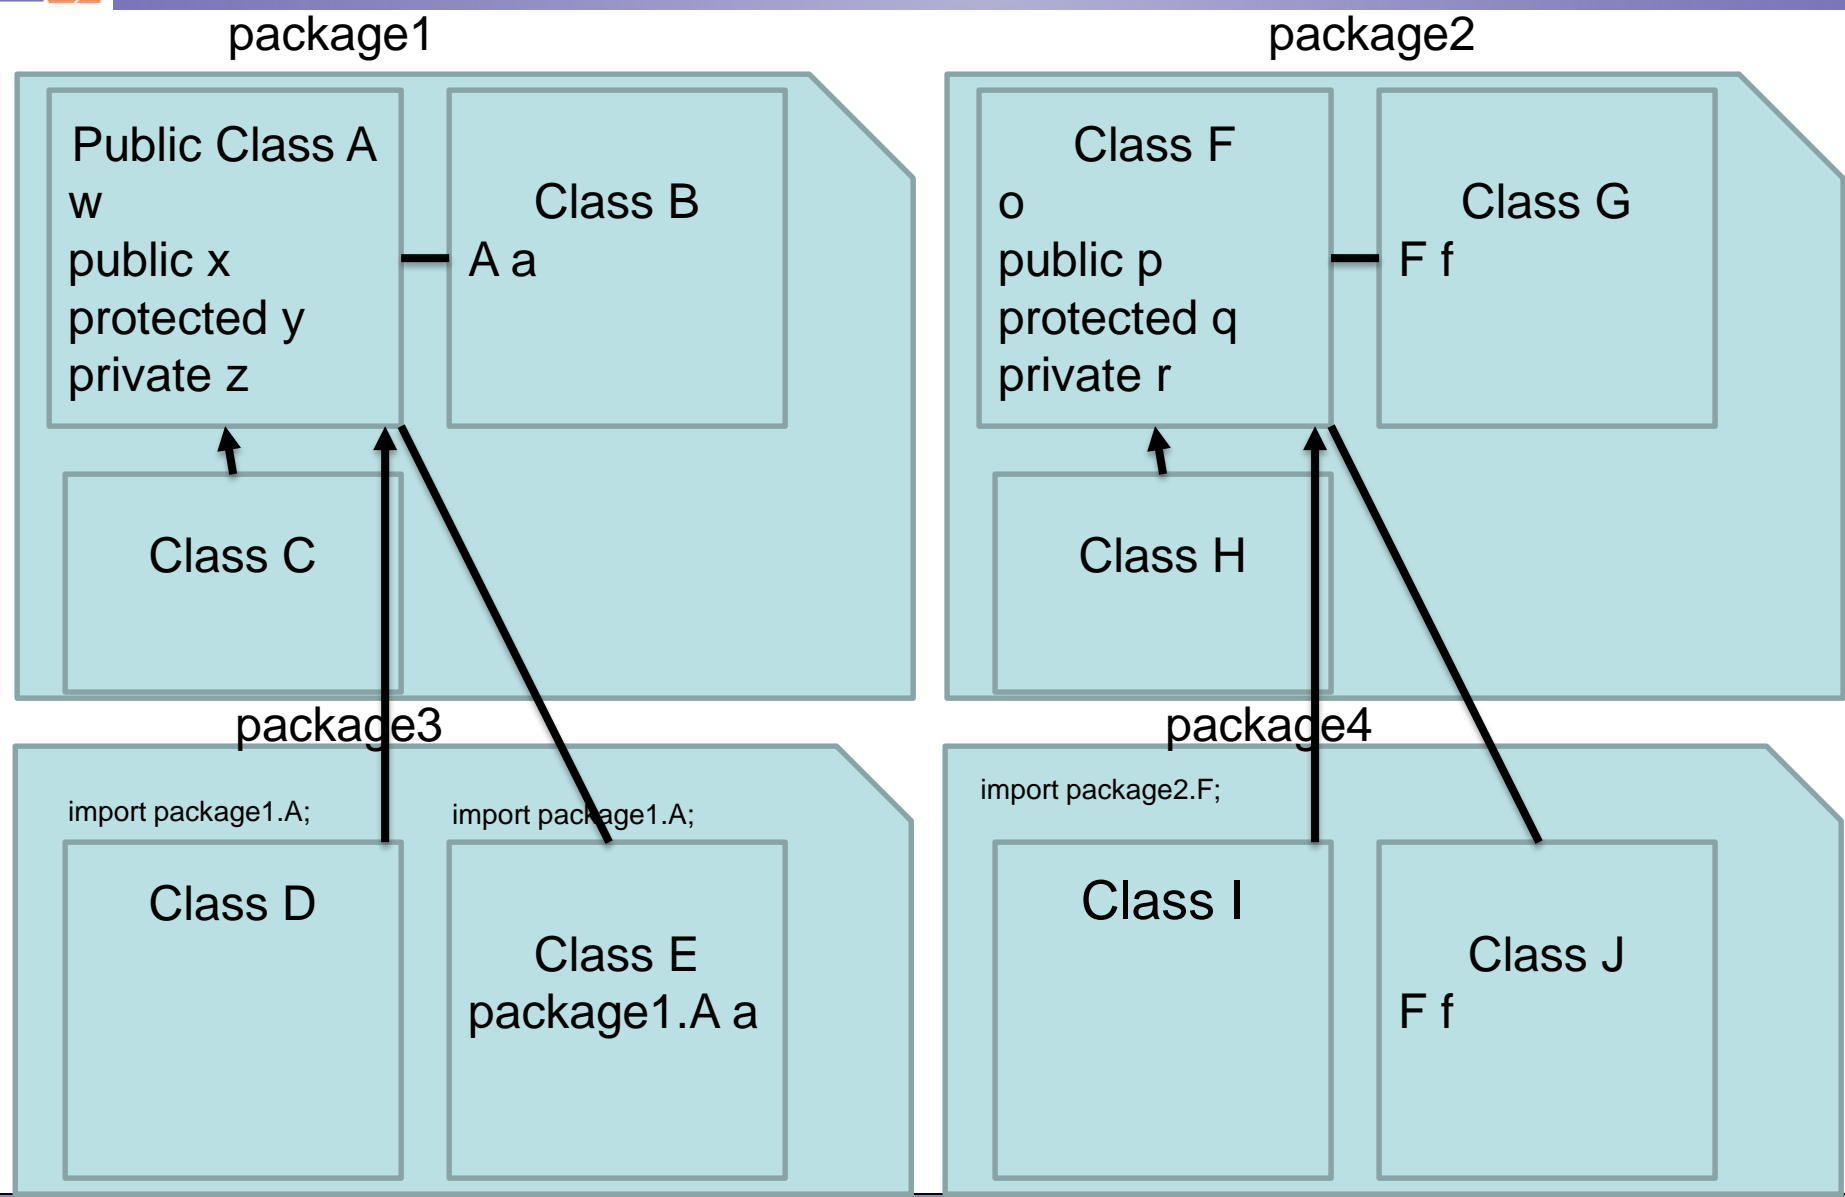 package1
Public Class A
w
public x
protected y
private z
Class B
A a
Class C
package2
Class F
o
public p
protected q
private r
Class G
F f
Class H
package3
import package1.A;
Class D
import package1.A;
Class E
package1.A a
package4
import package2.F;
Class I
Class J
F f